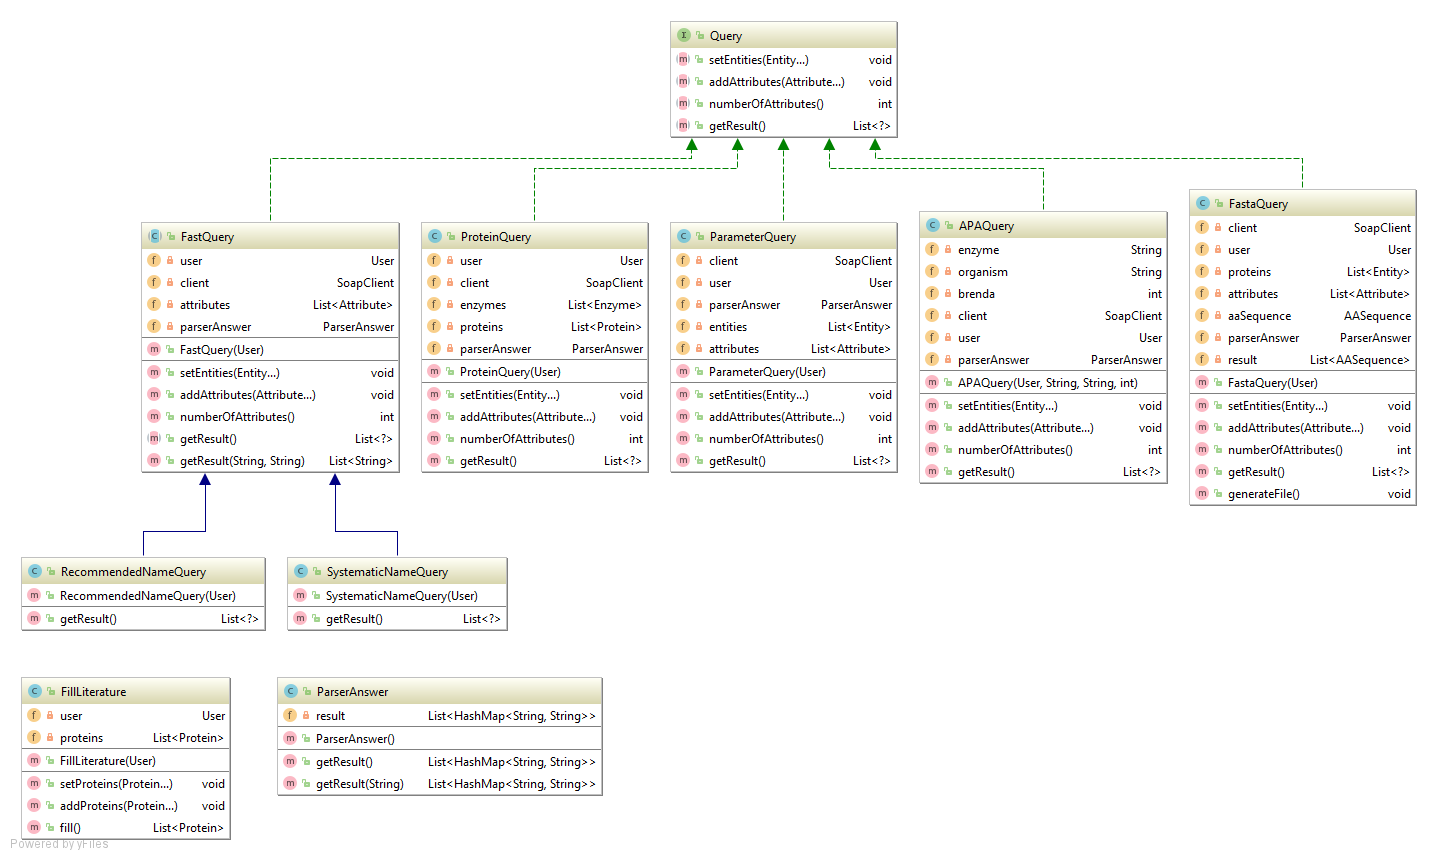 Query
setEntities(Entity...) void
addAttributes(Attribute...) void
numberOfAttributes() int
getResult() List<?>
FastQuery
user User
client SoapClient
attributes List<Attribute>
parserAnswer ParserAnswer
FastQuery(User)
setEntities(Entity...) void
addAttributes(Attribute...) void
numberOfAttributes() int
getResult() List<?>
getResult(String, String) List<String>
ProteinQuery
user User
client SoapClient
enzymes List<Enzyme>
proteins List<Protein>
parserAnswer ParserAnswer
ProteinQuery(User)
setEntities(Entity...) void
addAttributes(Attribute...) void
numberOfAttributes() int
getResult() List<?>
ParameterQuery
client SoapClient
user User
parserAnswer ParserAnswer
entities List<Entity>
attributes List<Attribute>
ParameterQuery(User)
setEntities(Entity...) void
addAttributes(Attribute...) void
numberOfAttributes() int
getResult() List<?>
APAQuery
enzyme String
organism String
brenda int
client SoapClient
user User
parserAnswer ParserAnswer
APAQuery(User, String, String, int)
setEntities(Entity...) void
addAttributes(Attribute...) void
numberOfAttributes() int
getResult() List<?>
FastaQuery
client SoapClient
user User
proteins List<Entity>
attributes List<Attribute>
aaSequence AASequence
parserAnswer ParserAnswer
result List<AASequence>
FastaQuery(User)
setEntities(Entity...) void
addAttributes(Attribute...) void
numberOfAttributes() int
getResult() List<?>
generateFile() void
RecommendedNameQuery
RecommendedNameQuery(User)
getResult() List<?>
SystematicNameQuery
SystematicNameQuery(User)
getResult() List<?>
FillLiterature
user User
proteins List<Protein>
FillLiterature(User)
setProteins(Protein...) void
addProteins(Protein...) void
fill() List<Protein>
ParserAnswer
result List<HashMap<String, String>>
ParserAnswer()
getResult() List<HashMap<String, String>>
getResult(String) List<HashMap<String, String>>
Powered by yFiles